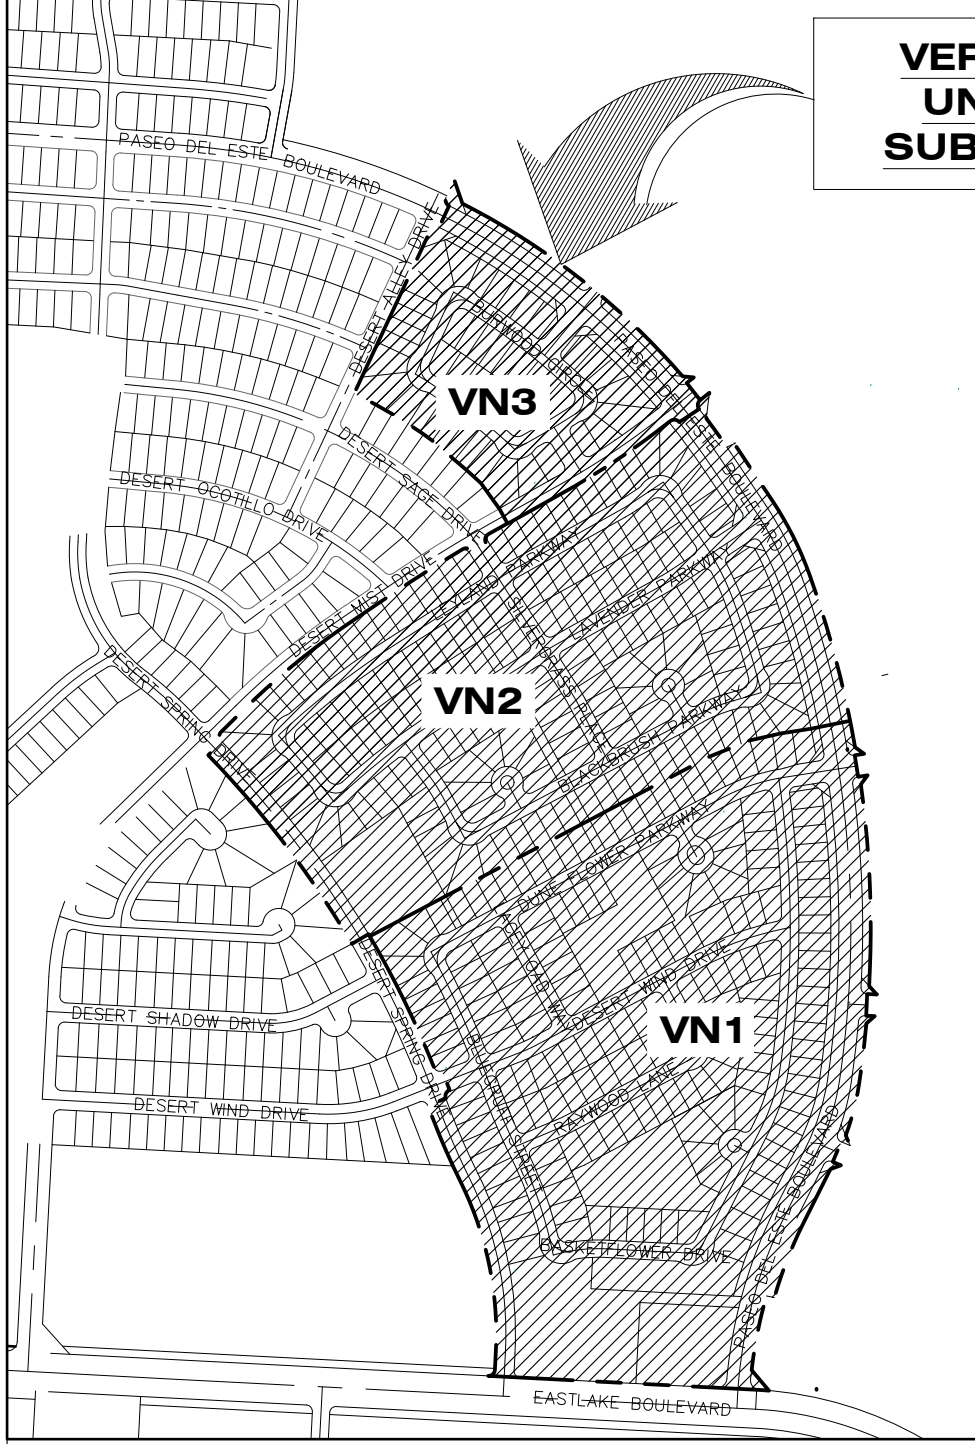 VER
UN
SUB
PASEO DEL ESTE BOULEVARD
DESERT ALLEY DRIVE
BURWOOD CIRCLE
PASEO DEL ESTE BOULEVARD
VN3
DESERT SAGE DRIVE
DESERT OCOTILLO DRIVE
DESERT MIST DRIVE
LEYLAND PARKWAY
LAVENDER PARKWAY
SILVERGRASS PLACE
DESERT SPRING DRIVE
VN2
BLACKBRUSH PARKWAY
DUNE FLOWER PARKWAY
DESERT WIND DRIVE
DESERT SPRING DRIVE
DESERT SHADOW DRIVE
VN1
RAYWOOD LANE
STREET
DESERT WIND DRIVE
PASEO DEL ESTE BOULEVARD
BASKETFLOWER DRIVE
EASTLAKE BOULEVARD